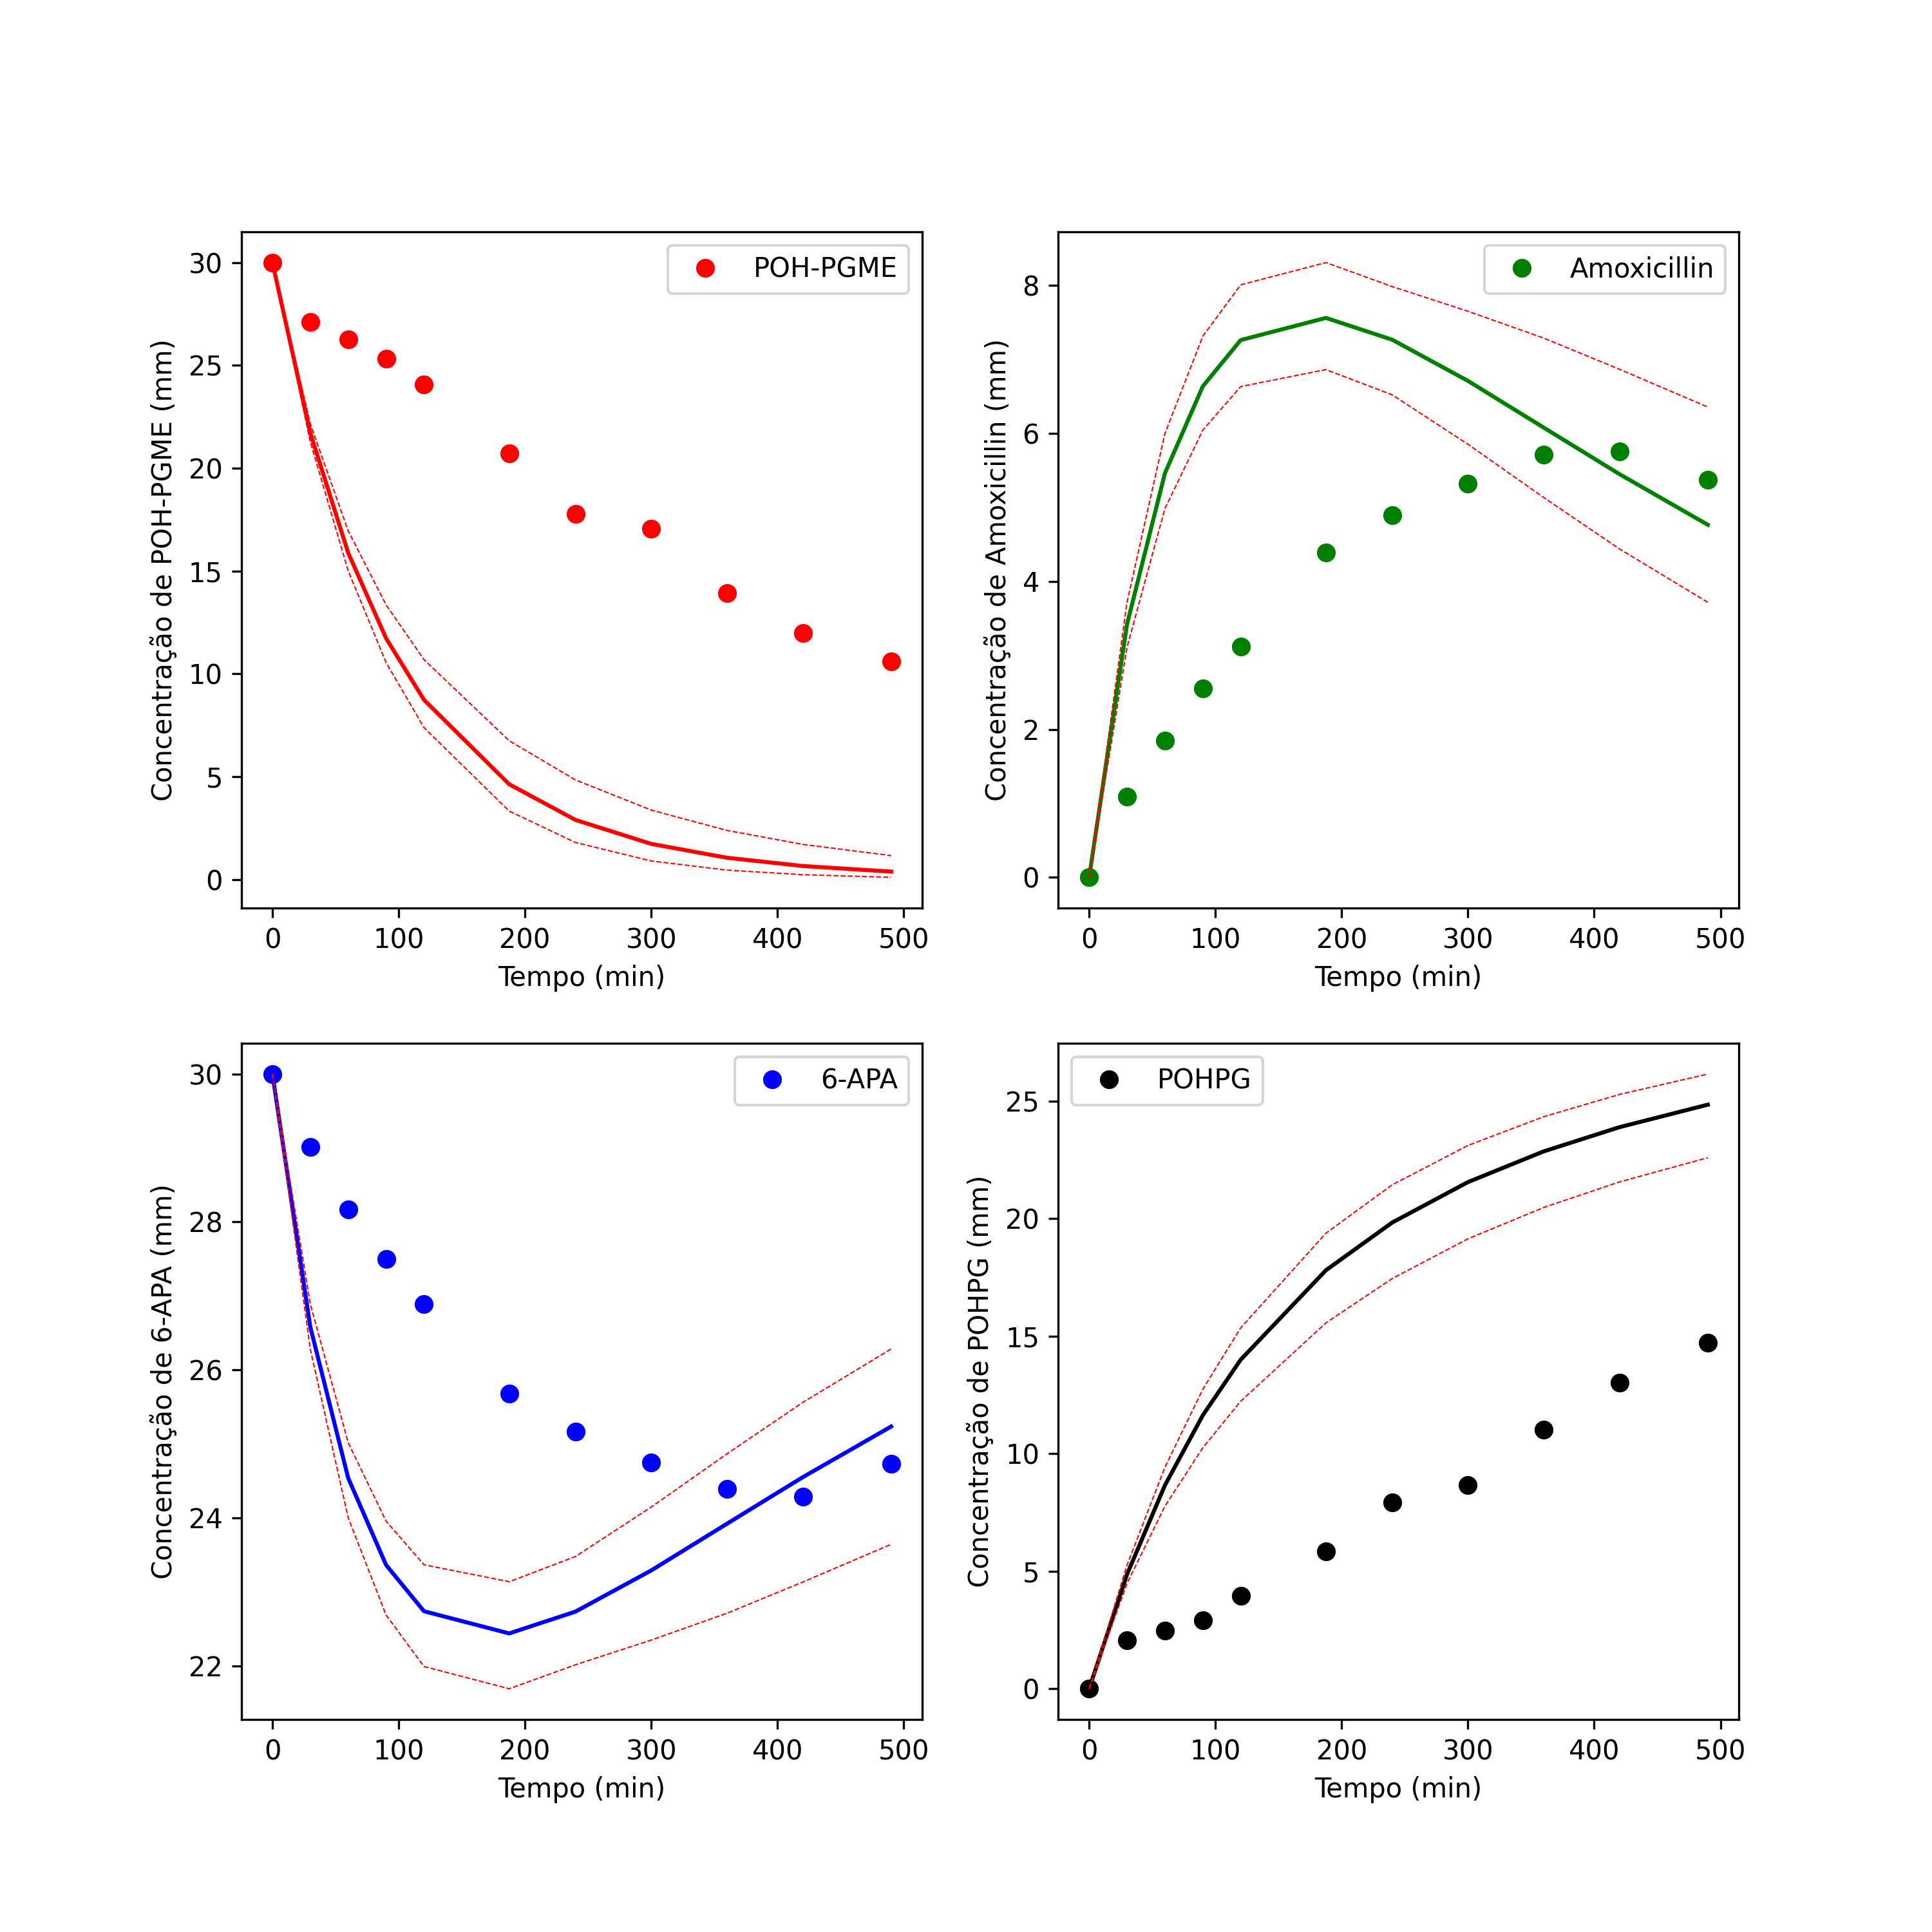 Concentração de POH-PGME (mm)
30
25
20
15
10
5
0
POH-PGME
0 100 200 300 400 500
Tempo (min)
Concentração de Amoxicillin (mm)
8
6
4
2
0
Amoxicillin
0 100 200 300 400 500
Tempo (min)
Concentração de 6-APA (mm)
30
28
26
24
22
6-APA
0 100 200 300 400 500
Tempo (min)
Concentração de POHPG (mm)
25
20
15
10
5
0
POHPG
0 100 200 300 400 500
Tempo (min)